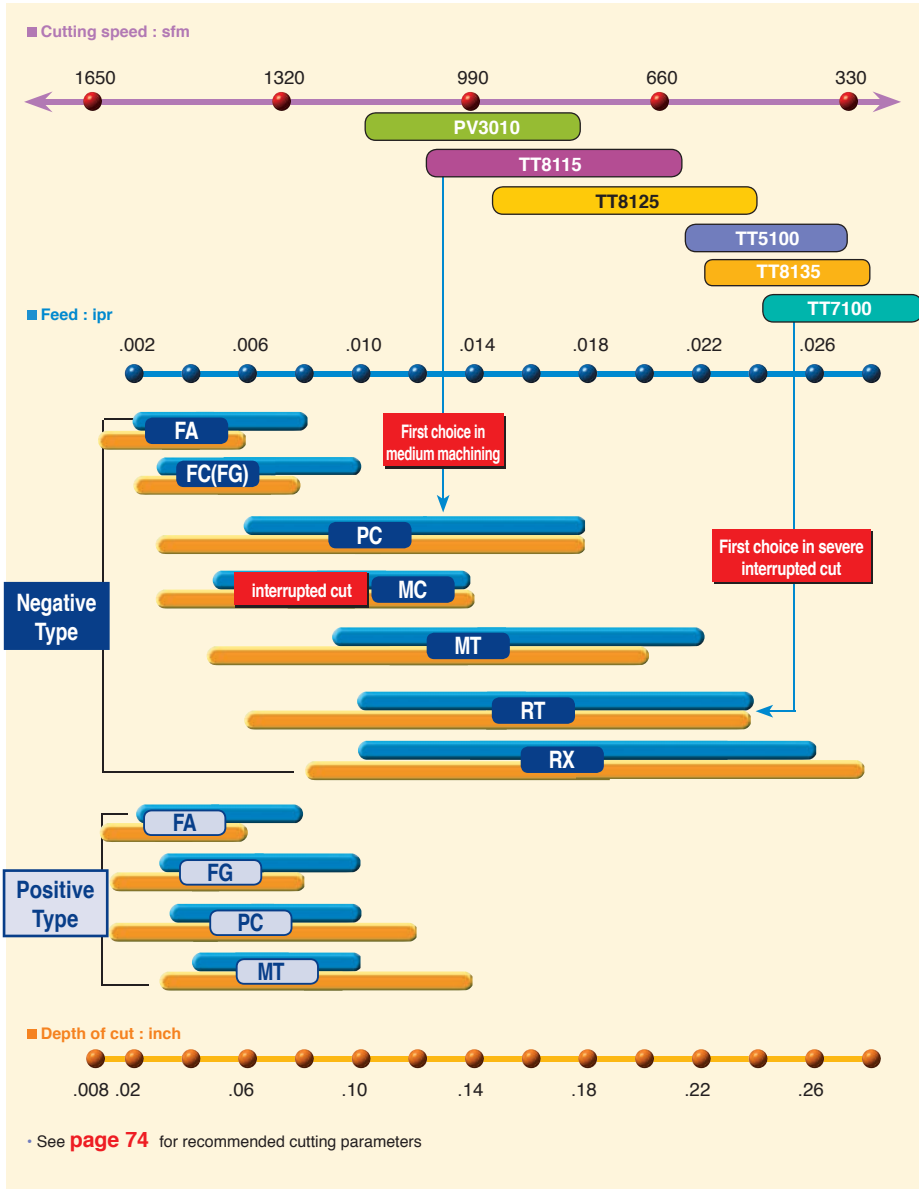 Cutting speed : sfm
1650 1320 990 660 330
PV3010
TT8115
TT8125
TT5100
TT8135
TT7100
Feed : ipr
.002 .006 .010 .014 .018 .022 .026
First choice in
medium machining
First choice in severe
interrupted cut
Negative
Type
FA
FC(FG)
PC
interrupted cut MC
MT
RT
RX
Positive
Type
FA
FG
PC
MT
Depth of cut : inch
.008 .02 .06 .10 .14 .18 .22 .26
• See page 74 for recommended cutting parameters